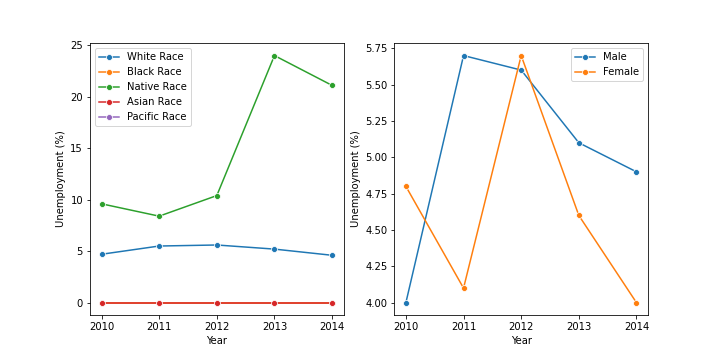 25
20
15
10
5
0
Unemployment (%)
White Race
Black Race
Native Race
Asian Race
Pacific Race
2010 2011 2012 2013 2014
Year
5.75
5.50
5.25
5.00
4.75
4.50
4.25
4.00
Unemployment (%)
Male
Female
2010 2011 2012 2013 2014
Year